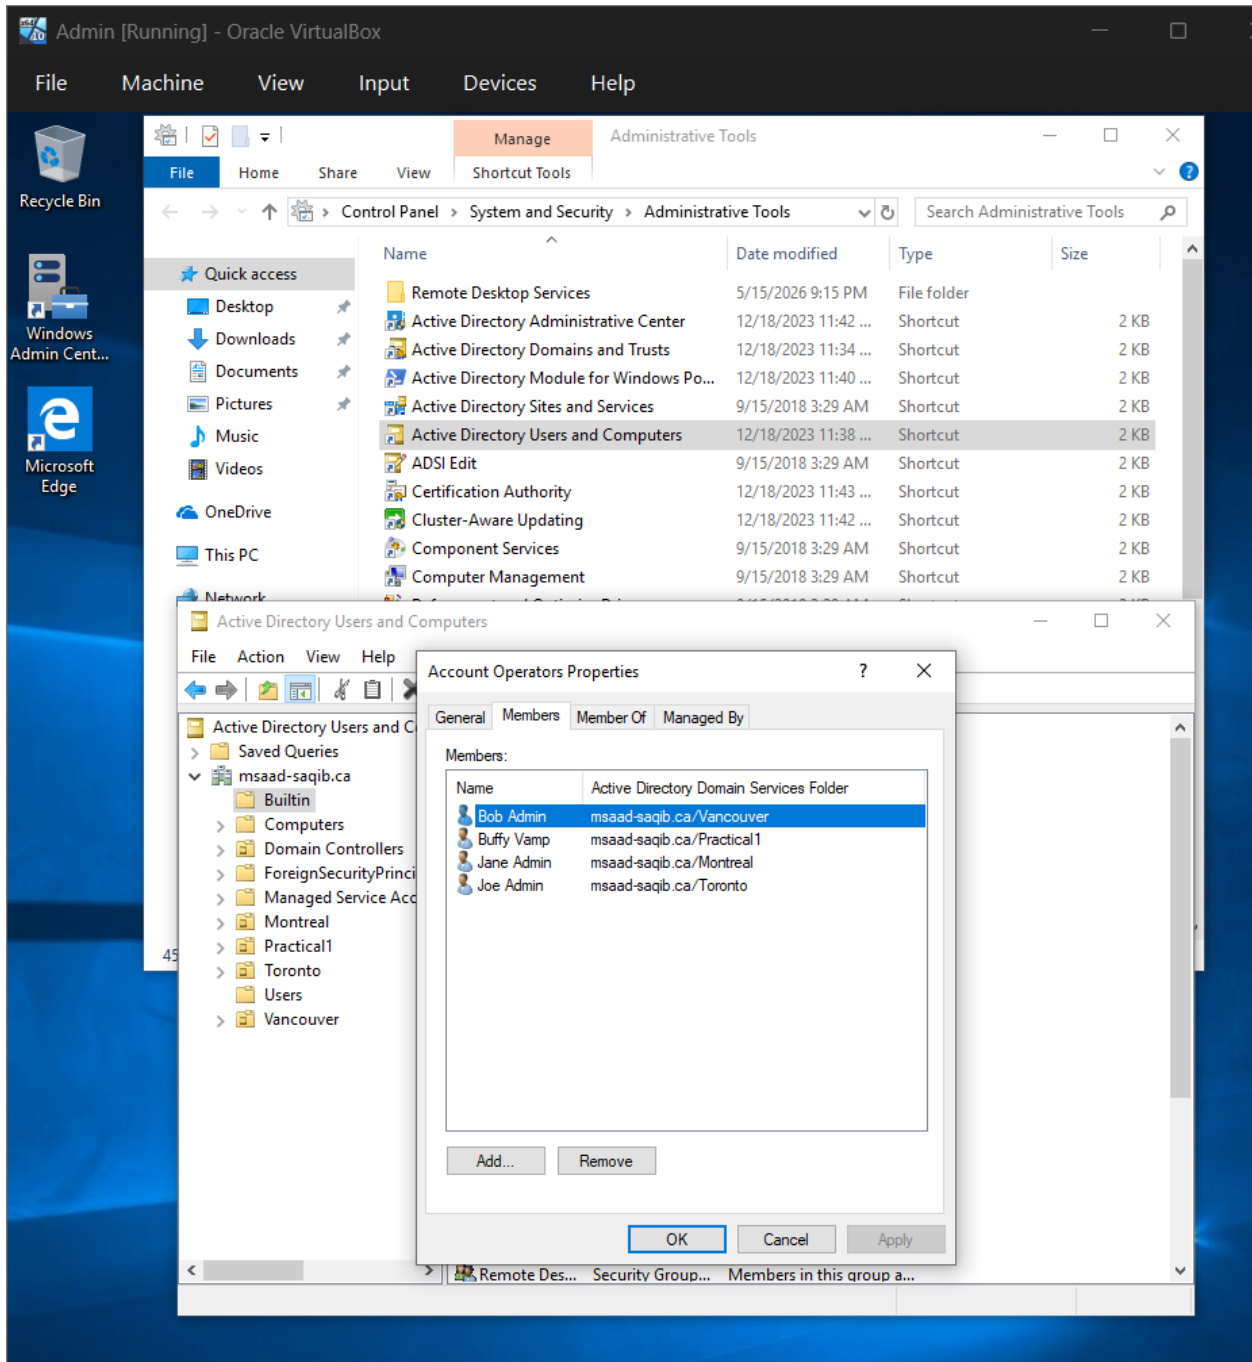 Admin [Running] - Oracle VirtualBox
File Machine View Input Devices Help
Recycle Bin
Windows
Admin Cent...
Microsoft
Edge
Manage Administrative Tools
File Home Share View Shortcut Tools
Control Panel > System and Security > Administrative Tools Search Administrative Tools
Quick access
Desktop
Downloads
Documents
Pictures
Music
Videos
OneDrive
This PC
Network
Name Date modified Type Size
Remote Desktop Services 5/15/2026 9:15 PM File folder
Active Directory Administrative Center 12/18/2023 11:42 ... Shortcut 2 KB
Active Directory Domains and Trusts 12/18/2023 11:34 ... Shortcut 2 KB
Active Directory Module for Windows Po... 12/18/2023 11:40 ... Shortcut 2 KB
Active Directory Sites and Services 9/15/2018 3:29 AM Shortcut 2 KB
Active Directory Users and Computers 12/18/2023 11:38 ... Shortcut 2 KB
ADSI Edit 9/15/2018 3:29 AM Shortcut 2 KB
Certification Authority 12/18/2023 11:43 ... Shortcut 2 KB
Cluster-Aware Updating 12/18/2023 11:42 ... Shortcut 2 KB
Component Services 9/15/2018 3:29 AM Shortcut 2 KB
Computer Management 9/15/2018 3:29 AM Shortcut 2 KB
45
Active Directory Users and Computers
File Action View Help
Active Directory Users and C
Saved Queries
msaad-saqib.ca
Builtin
Computers
Domain Controllers
ForeignSecurityPrinci
Managed Service Acc
Montreal
Practical1
Toronto
Users
Vancouver
Account Operators Properties ?
General Members Member Of Managed By
Members:
Name Active Directory Domain Services Folder
Bob Admin msaad-saqib.ca/Vancouver
Buffy Vamp msaad-saqib.ca/Practical1
Jane Admin msaad-saqib.ca/Montreal
Joe Admin msaad-saqib.ca/Toronto
Add... Remove
OK Cancel Apply
Remote Des... Security Group... Members in this group a...